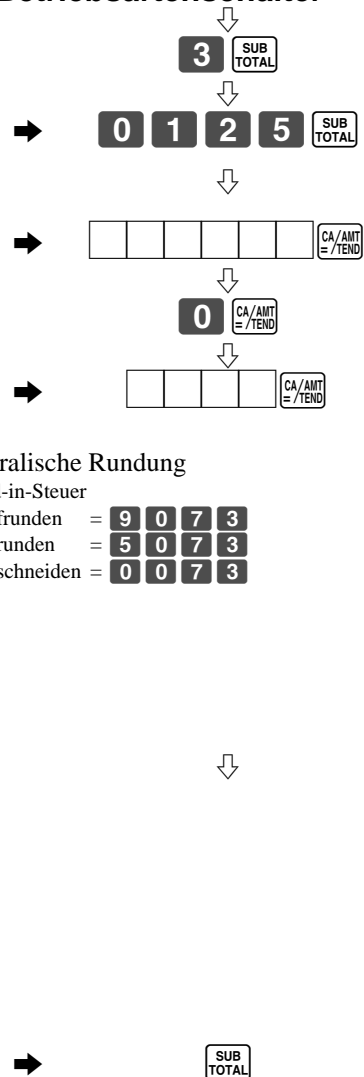 Betriebsartenschalter
3 SUB TOTAL
0 1 2 5 SUB TOTAL
CA/AMT = /TEND
0 CA/AMT = /TEND
CA/AMT = /TEND
ralische Rundung
-in-Steuer
frunden = 9 0 7 3
runden = 5 0 7 3
schneiden = 0 0 7 3
SUB TOTAL